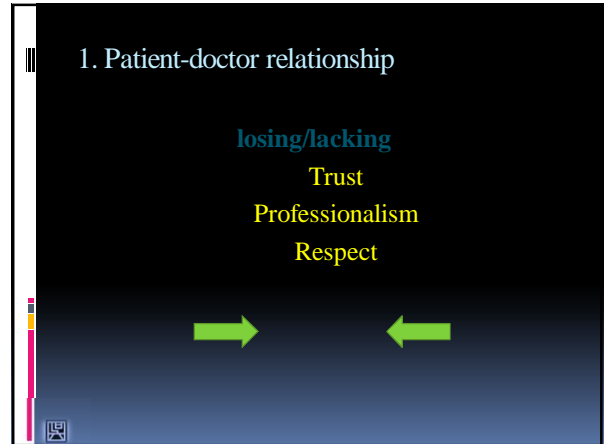 1. Patient-doctor relationship
losing/lacking
Trust
Professionalism
Respect